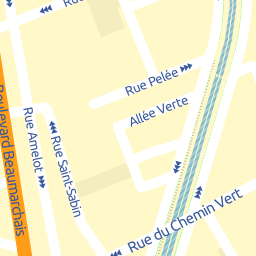 Rue Pelée
Allée Verte
Boulevard Beaumarchais
Rue Amelot
Rue Saint-Sabin
Rue du Chemin Vert